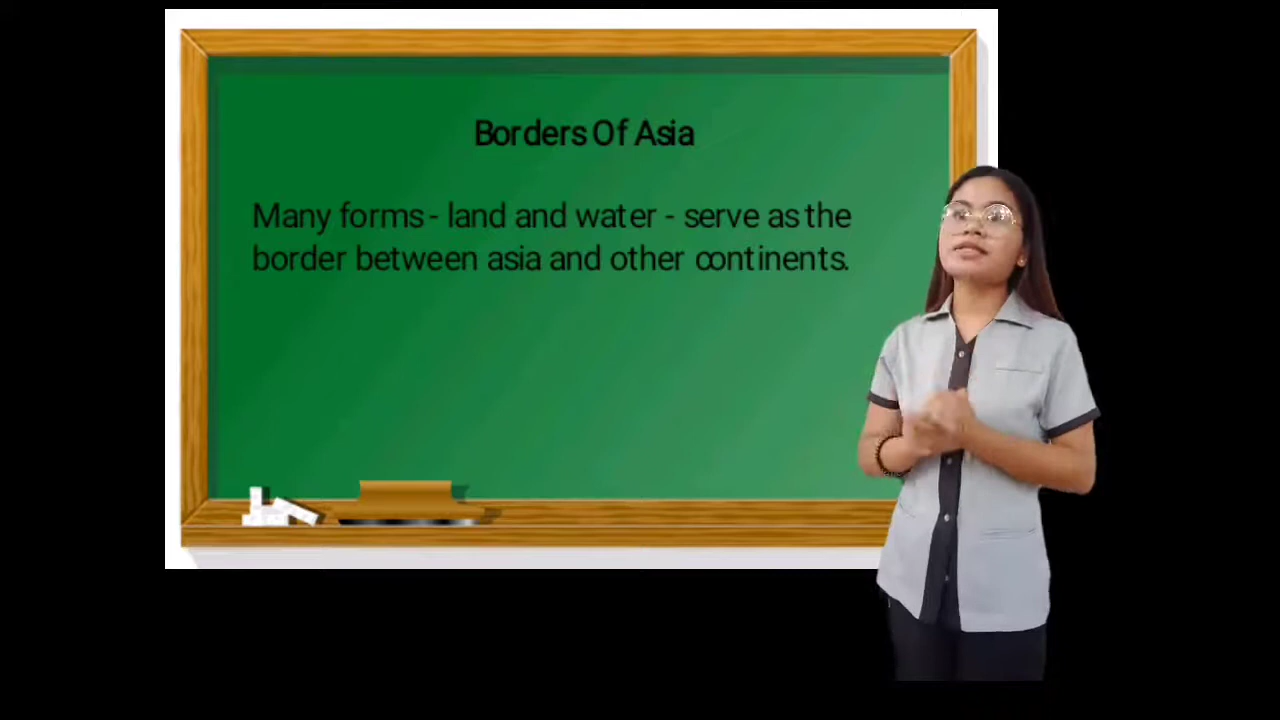 Borders Of Asia
Many forms - land and water - serve as the
border between asia and other continents.